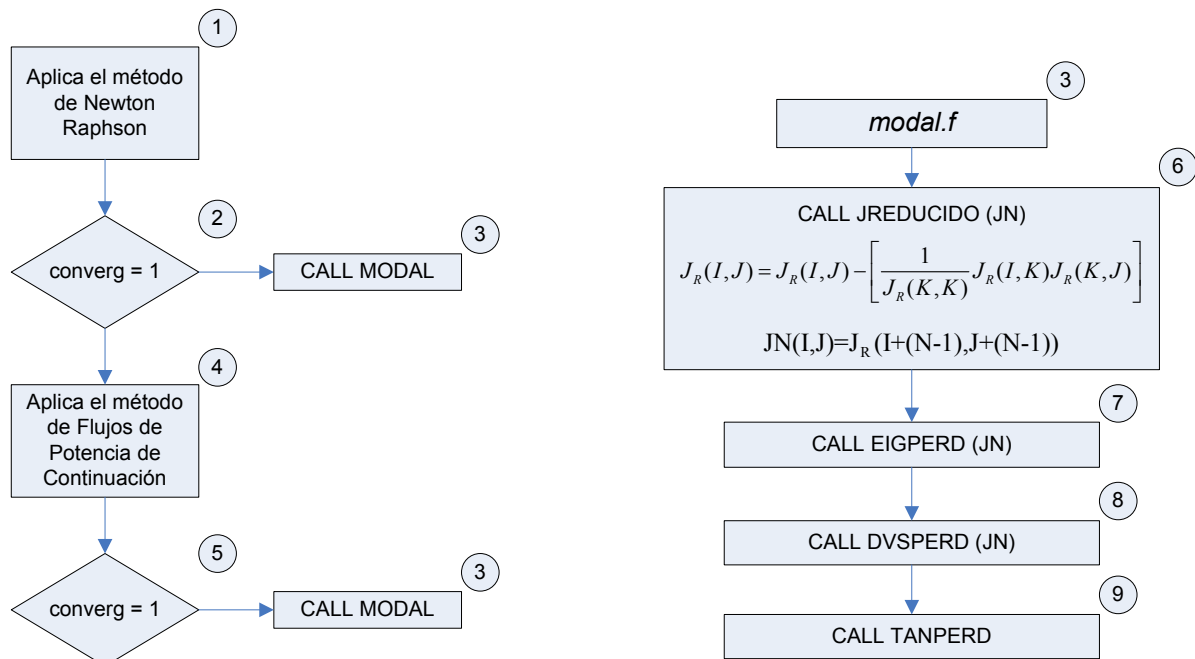 1
Aplica el método
de Newton
Raphson
2
converg = 1
3
CALL MODAL
4
Aplica el método
de Flujos de
Potencia de
Continuación
5
converg = 1
3
CALL MODAL
3
modal.f
6
CALL JREDUCIDO (JN)
J_R(I,J) = J_R(I,J) − [1/J_R(K,K) J_R(I,K)J_R(K,J)]
JN(I,J)=J_R (I+(N-1),J+(N-1))
7
CALL EIGPERD (JN)
8
CALL DVSPERD (JN)
9
CALL TANPERD